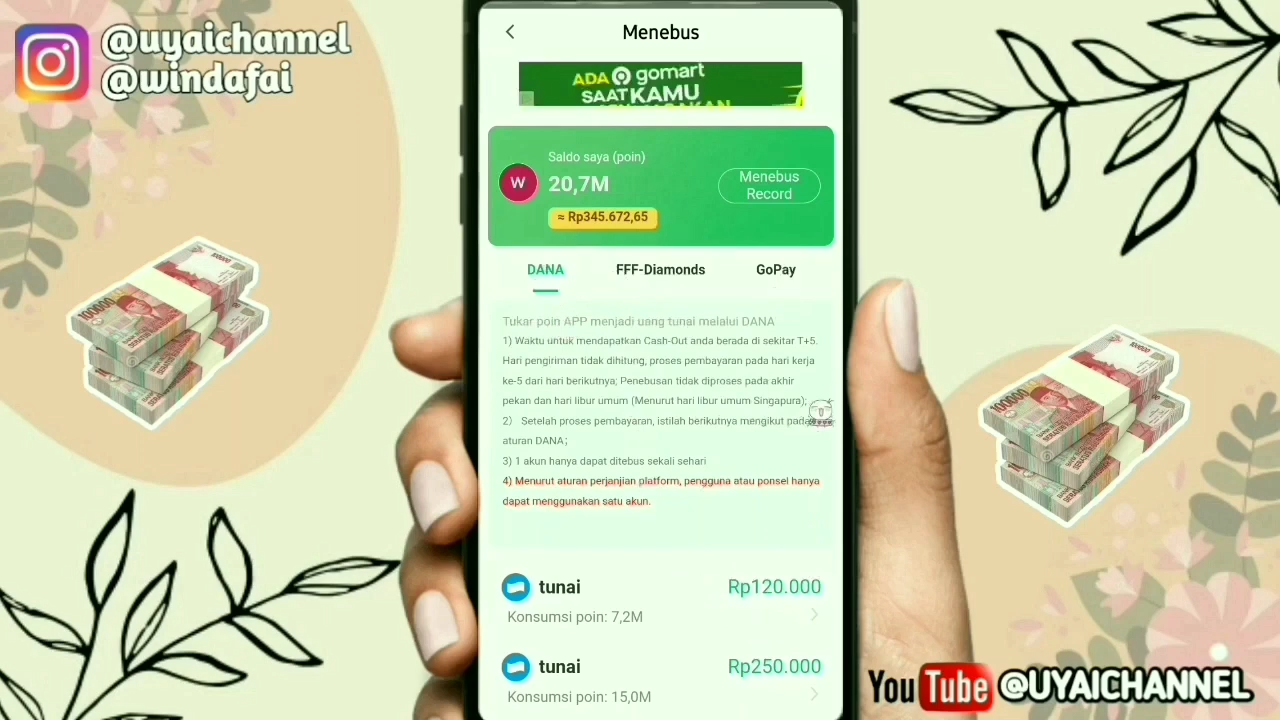 @uyaichannel
@windafai
Menebus
ADA gomart
SAAT KAMU
Saldo saya (poin)
W
20,7M
≈ Rp345.672,65
Menebus
Record
DANA
FFF-Diamonds
GoPay
Tukar poin APP menjadi uang tunai melalui DANA
1) Waktu untuk mendapatkan Cash-Out anda berada di sekitar T+5.
Hari pengiriman tidak dihitung, proses pembayaran pada hari kerja
ke-5 dari hari berikutnya; Penebusan tidak diproses pada akhir
pekan dan hari libur umum (Menurut hari libur umum Singapura);
2) Setelah proses pembayaran, istilah berikutnya mengikut pada
aturan DANA;
3) 1 akun hanya dapat ditebus sekali sehari
4) Menurut aturan perjanjian platform, pengguna atau ponsel hanya
dapat menggunakan satu akun.
tunai
Rp120.000
Konsumsi poin: 7,2M
tunai
Rp250.000
Konsumsi poin: 15,0M
100000
100000
100000
100000
YouTube @UYAICHANNEL